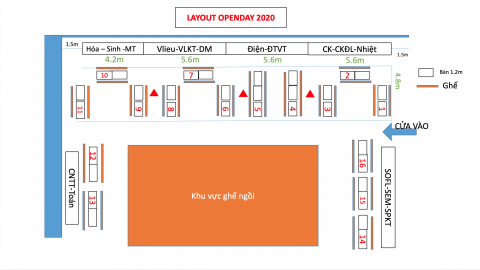 LAYOUT OPENDAY 2020
1.5m
Hóa – Sinh -MT
Vlieu-VLKT-DM
Điện-ĐTVT
CK-CKĐL-Nhiệt
1.5m
4.2m
5.6m
5.6m
5.6m
4.8m
10
7
2
11
9
8
6
5
4
3
1
Bàn 1.2m
Ghế
CỬA VÀO
CNTT-Toán
12
13
Khu vực ghế ngồi
16
15
14
SOFL-SEM-SPKT